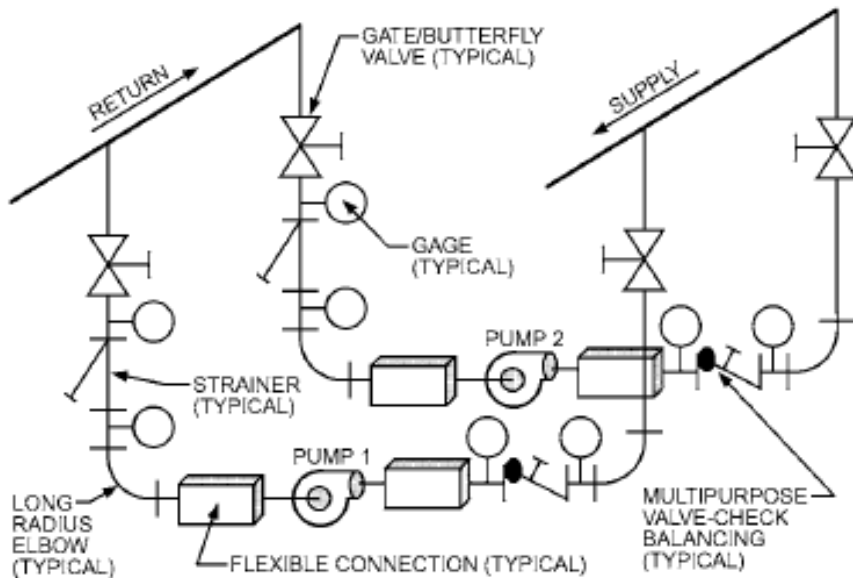 GATE/BUTTERFLY
VALVE (TYPICAL)
RETURN
SUPPLY
GAGE
(TYPICAL)
PUMP 2
STRAINER
(TYPICAL)
PUMP 1
LONG
RADIUS
ELBOW
(TYPICAL)
FLEXIBLE CONNECTION (TYPICAL)
MULTIPURPOSE
VALVE-CHECK
BALANCING
(TYPICAL)